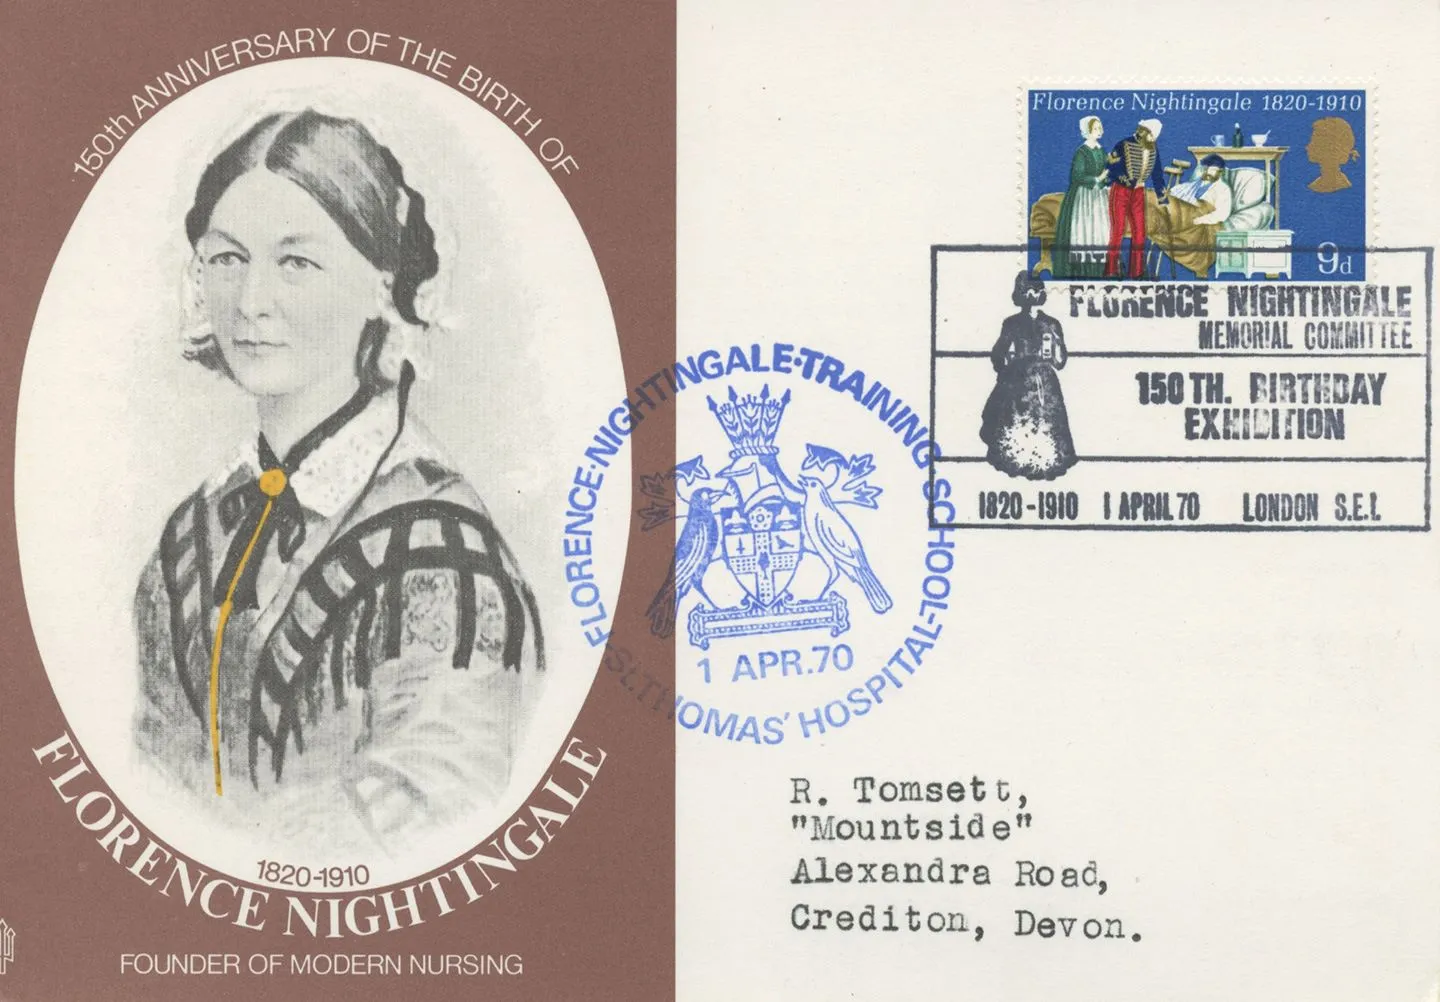 150th ANNIVERSARY OF THE BIRTH OF
1820-1910
FLORENCE NIGHTINGALE
FOUNDER OF MODERN NURSING
Florence Nightingale 1820-1910
9d
FLORENCE NIGHTINGALE
MEMORIAL COMMITTEE
150TH. BIRTHDAY
EXHIBITION
1820-1910 1 APRIL 70 LONDON S.E.1.
FLORENCE·NIGHTINGALE·TRAINING·SCHOOL-
St.THOMAS' HOSPITAL-
1 APR.70
R. Tomsett,
"Mountside"
Alexandra Road,
Crediton, Devon.